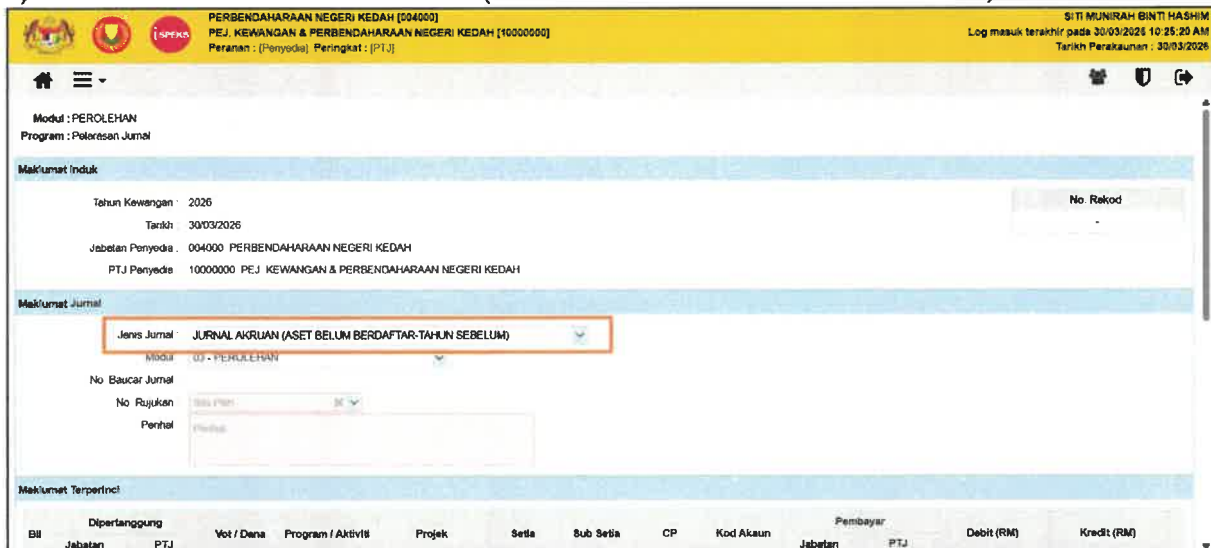 PERBENDAHARAAN NEGERI KEDAH [004000]
PEJ. KEWANGAN & PERBENDAHARAAN NEGERI KEDAH [10000000]
Peranan : [Penyedia] Peringkat : [PTJ]
SITI MUNIRAH BINTI HASHIM
Log masuk terakhir pada 30/03/2026 10:25:20 AM
Tarikh Perakaunan : 30/03/2026
iSPEKS
Modul : PEROLEHAN
Program : Pelarasan Jurnal
Maklumat Induk
Tahun Kewangan : 2026
Tarikh : 30/03/2026
Jabatan Penyedia : 004000 PERBENDAHARAAN NEGERI KEDAH
PTJ Penyedia 10000000 PEJ. KEWANGAN & PERBENDAHARAAN NEGERI KEDAH
No. Rekod
-
Maklumat Jurnal
Jenis Jurnal : JURNAL AKRUAN (ASET BELUM BERDAFTAR-TAHUN SEBELUM)
Modul 03 - PEROLEHAN
No Baucar Jurnal
No Rujukan Sila Pilih
Perihal Perihal
Maklumat Terperinci
Bil Dipertanggung Jabatan PTJ Vot / Dana Program / Aktiviti Projek Setia Sub Setia CP Kod Akaun Pembayar Jabatan PTJ Debit (RM) Kredit (RM)